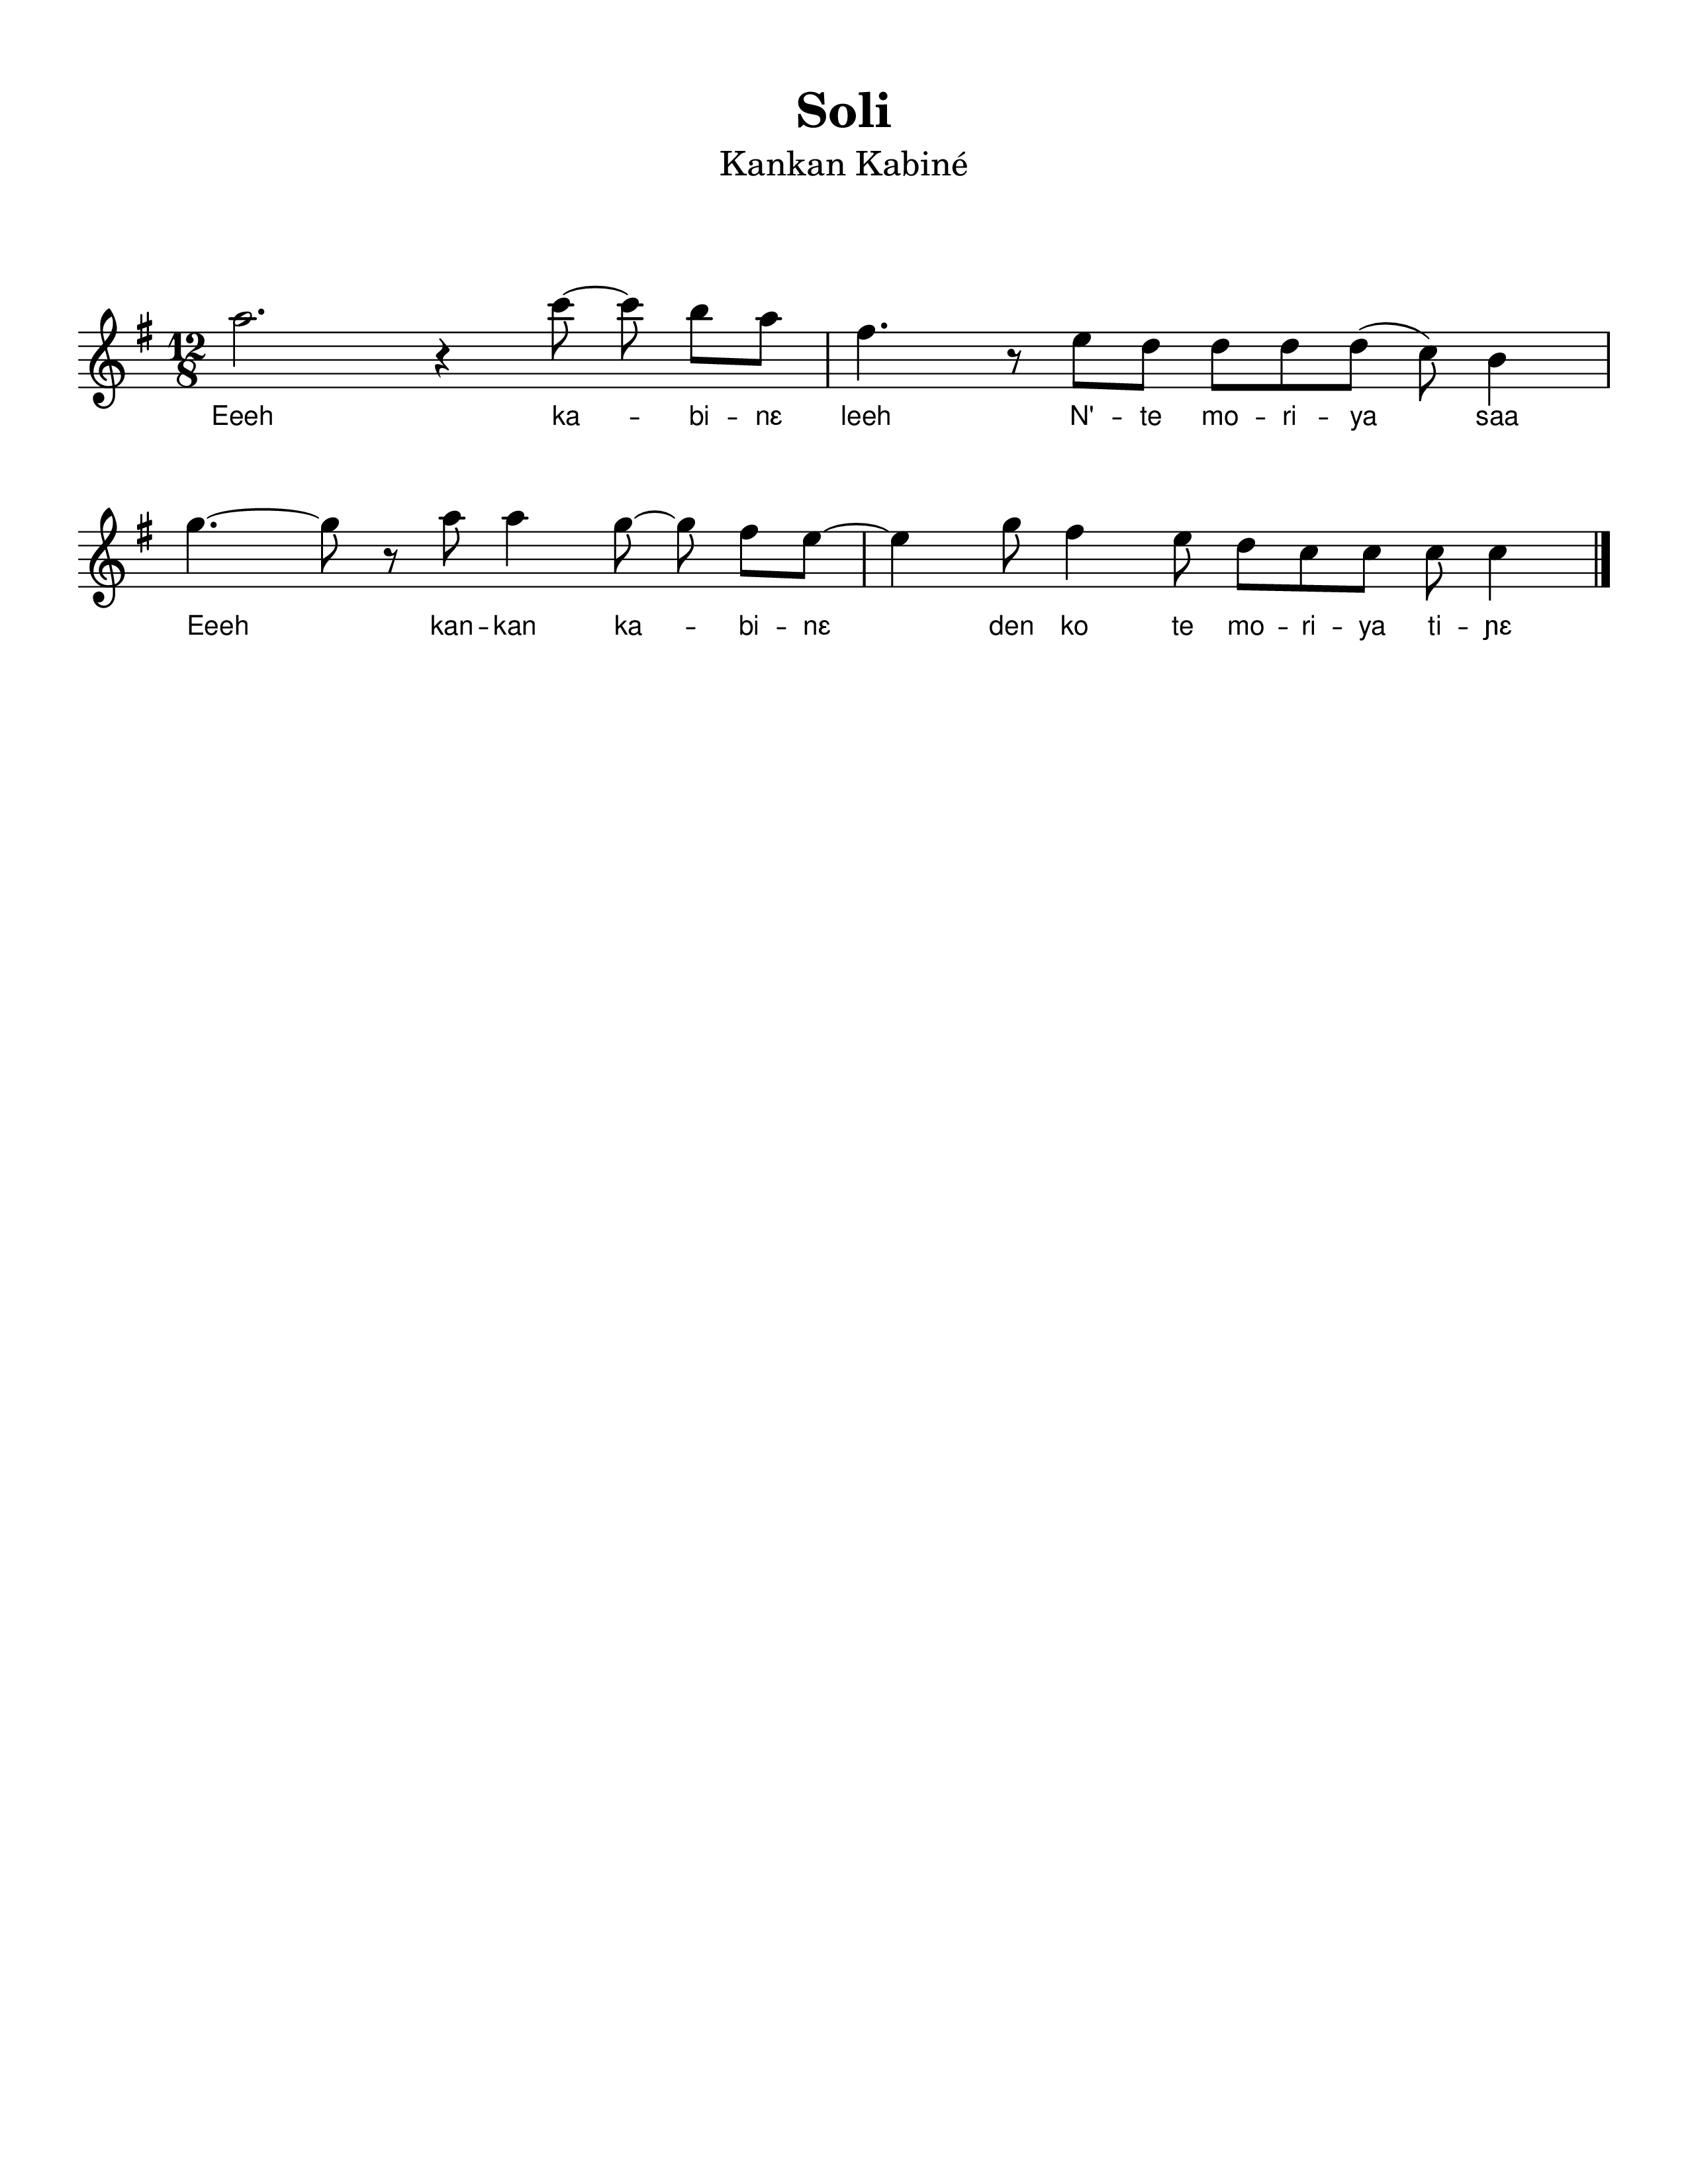 Soli
Kankan Kabiné
12
8
Eeeh ka - bi - nɛ leeh N' - te mo - ri - ya saa
Eeeh kan - kan ka - bi - nɛ den ko te mo - ri - ya ti - ɲɛ